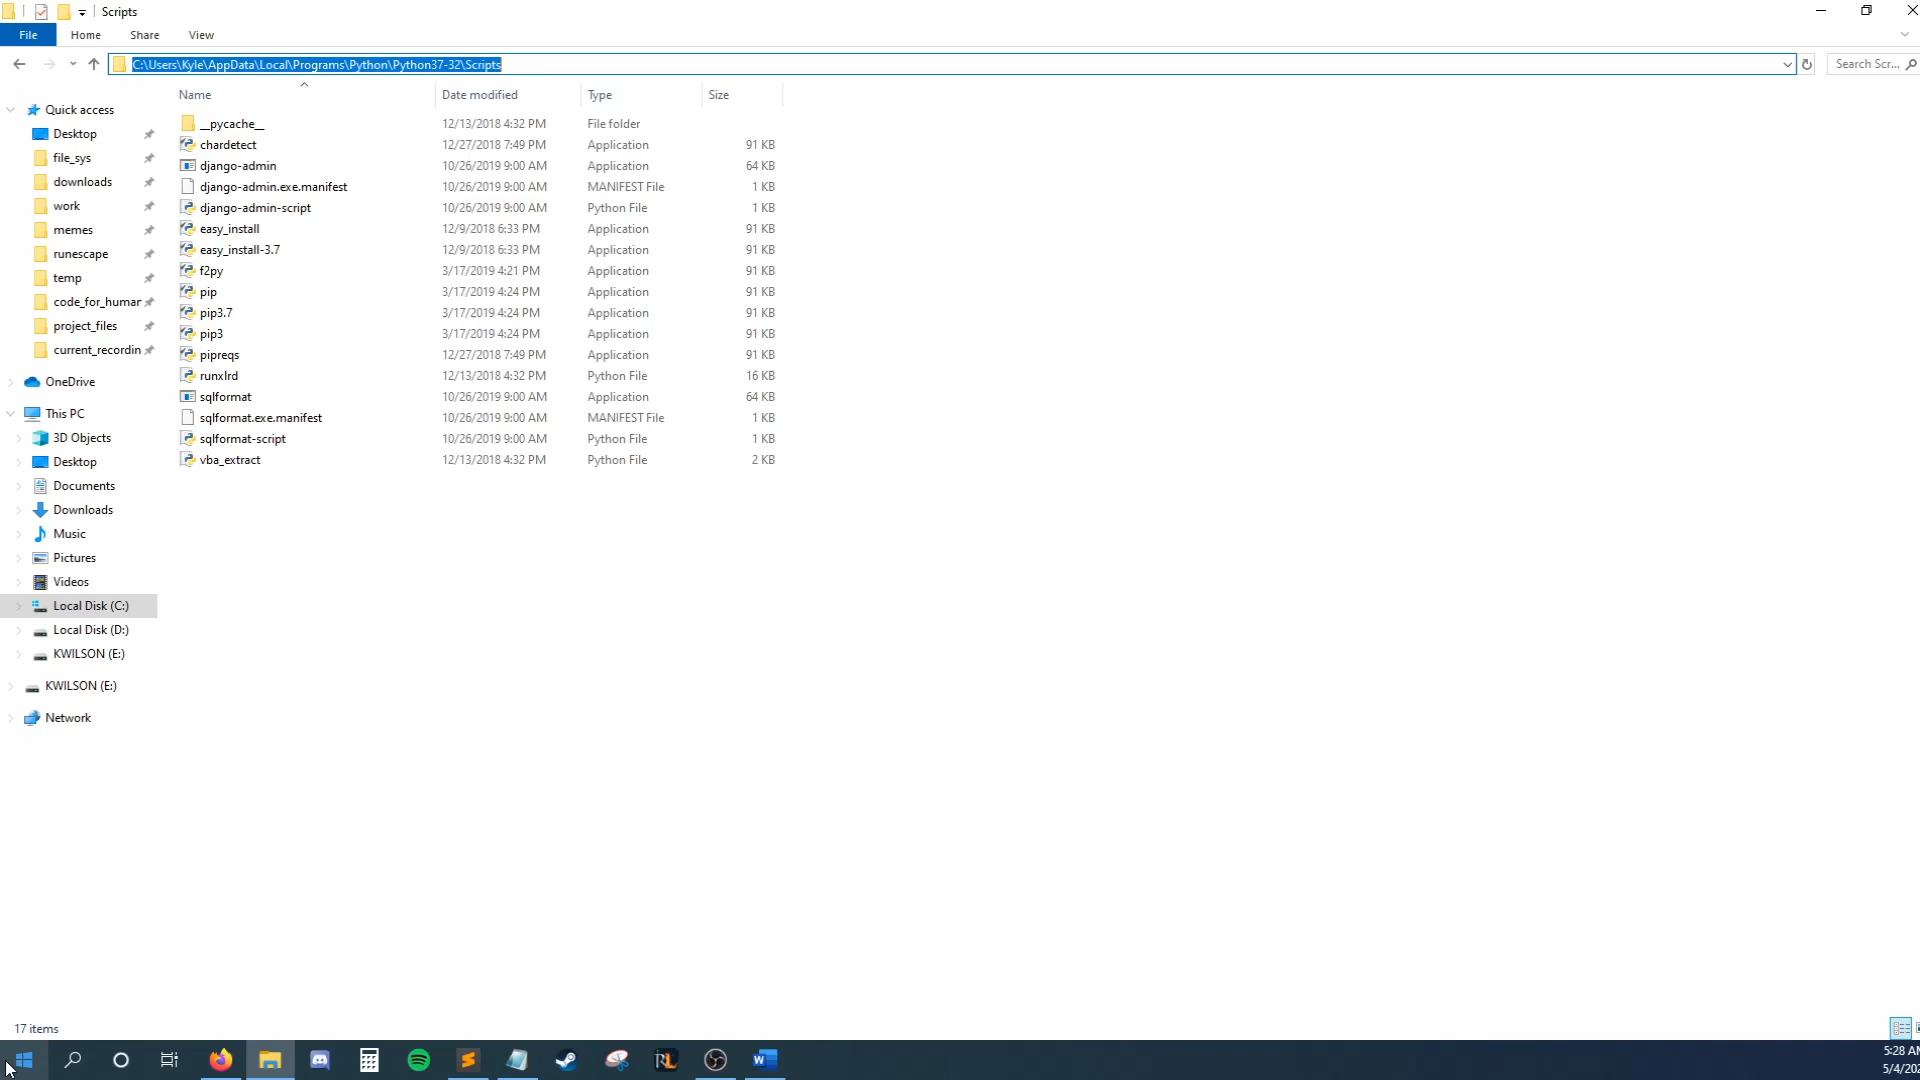 Scripts
File Home Share View
C:\Users\Kyle\AppData\Local\Programs\Python\Python37-32\Scripts
Search Scr...
Name Date modified Type Size
__pycache__ 12/13/2018 4:32 PM File folder
chardetect 12/27/2018 7:49 PM Application 91 KB
django-admin 10/26/2019 9:00 AM Application 64 KB
django-admin.exe.manifest 10/26/2019 9:00 AM MANIFEST File 1 KB
django-admin-script 10/26/2019 9:00 AM Python File 1 KB
easy_install 12/9/2018 6:33 PM Application 91 KB
easy_install-3.7 12/9/2018 6:33 PM Application 91 KB
f2py 3/17/2019 4:21 PM Application 91 KB
pip 3/17/2019 4:24 PM Application 91 KB
pip3.7 3/17/2019 4:24 PM Application 91 KB
pip3 3/17/2019 4:24 PM Application 91 KB
pipreqs 12/27/2018 7:49 PM Application 91 KB
runxlrd 12/13/2018 4:32 PM Python File 16 KB
sqlformat 10/26/2019 9:00 AM Application 64 KB
sqlformat.exe.manifest 10/26/2019 9:00 AM MANIFEST File 1 KB
sqlformat-script 10/26/2019 9:00 AM Python File 1 KB
vba_extract 12/13/2018 4:32 PM Python File 2 KB
Quick access
Desktop
file_sys
downloads
work
memes
runescape
temp
code_for_humar
project_files
current_recordin
OneDrive
This PC
3D Objects
Desktop
Documents
Downloads
Music
Pictures
Videos
Local Disk (C:)
Local Disk (D:)
KWILSON (E:)
KWILSON (E:)
Network
17 items
RL
W
5:28 AM
5/4/202